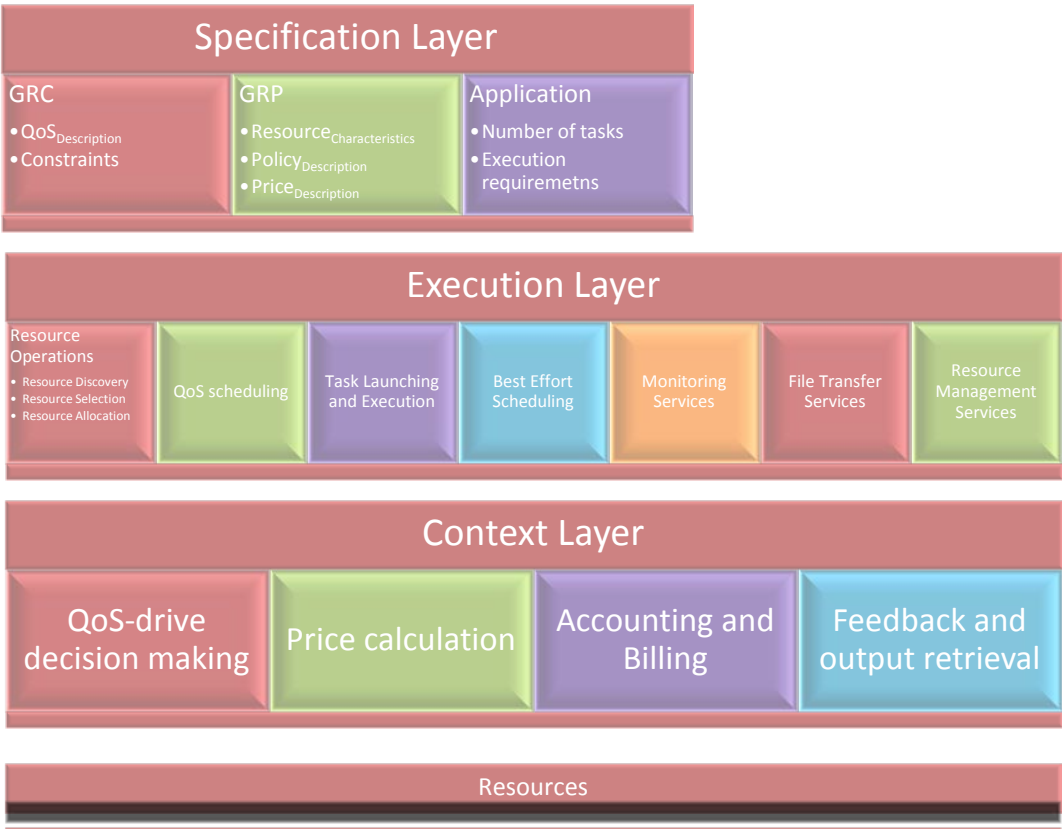 Specification Layer
GRC
• QoSDescription
• Constraints
GRP
• ResourceCharacteristics
• PolicyDescription
• PriceDescription
Application
• Number of tasks
• Execution
requiremetns
Execution Layer
Resource
Operations
• Resource Discovery
• Resource Selection
• Resource Allocation
QoS scheduling
Task Launching
and Execution
Best Effort
Scheduling
Monitoring
Services
File Transfer
Services
Resource
Management
Services
Context Layer
QoS-drive
decision making
Price calculation
Accounting and
Billing
Feedback and
output retrieval
Resources